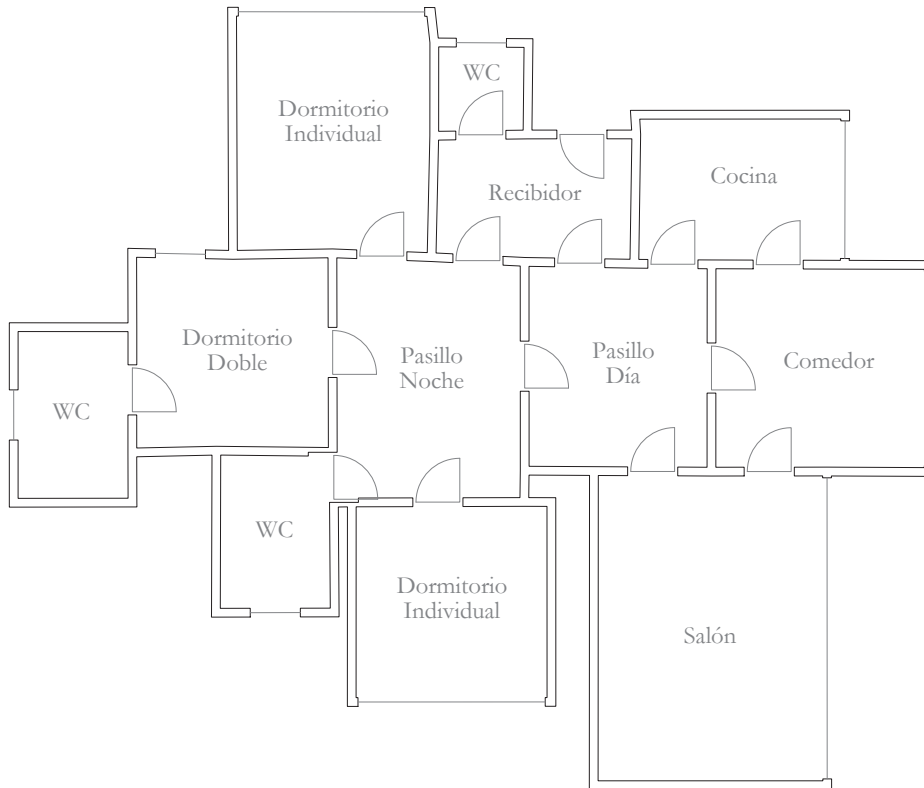 WC
Dormitorio
Individual
Recibidor
Cocina
Dormitorio
Doble
Pasillo
Noche
Pasillo
Día
Comedor
WC
WC
Dormitorio
Individual
Salón